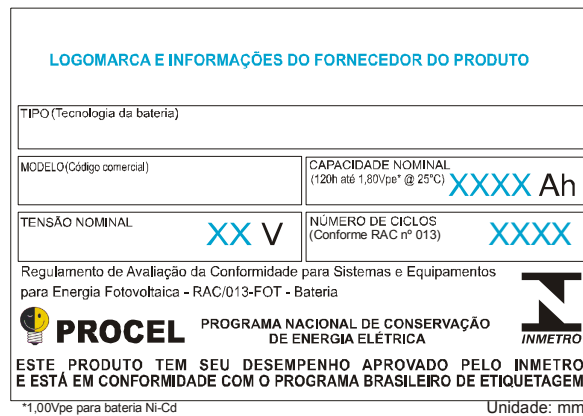 LOGOMARCA E INFORMAÇÕES DO FORNECEDOR DO PRODUTO
TIPO(Tecnologia da bateria)
MODELO(Código comercial)
CAPACIDADE NOMINAL
(120h até 1,80Vpe* @ 25°C) XXXX Ah
TENSÃO NOMINAL XX V
NÚMERO DE CICLOS
(Conforme RAC nº 013) XXXX
Regulamento de Avaliação da Conformidade para Sistemas e Equipamentos
para Energia Fotovoltaica - RAC/013-FOT - Bateria
INMETRO
PROCEL
PROGRAMA NACIONAL DE CONSERVAÇÃO
DE ENERGIA ELÉTRICA
ESTE PRODUTO TEM SEU DESEMPENHO APROVADO PELO INMETRO
E ESTÁ EM CONFORMIDADE COM O PROGRAMA BRASILEIRO DE ETIQUETAGEM
*1,00Vpe para bateria Ni-Cd
Unidade: mm